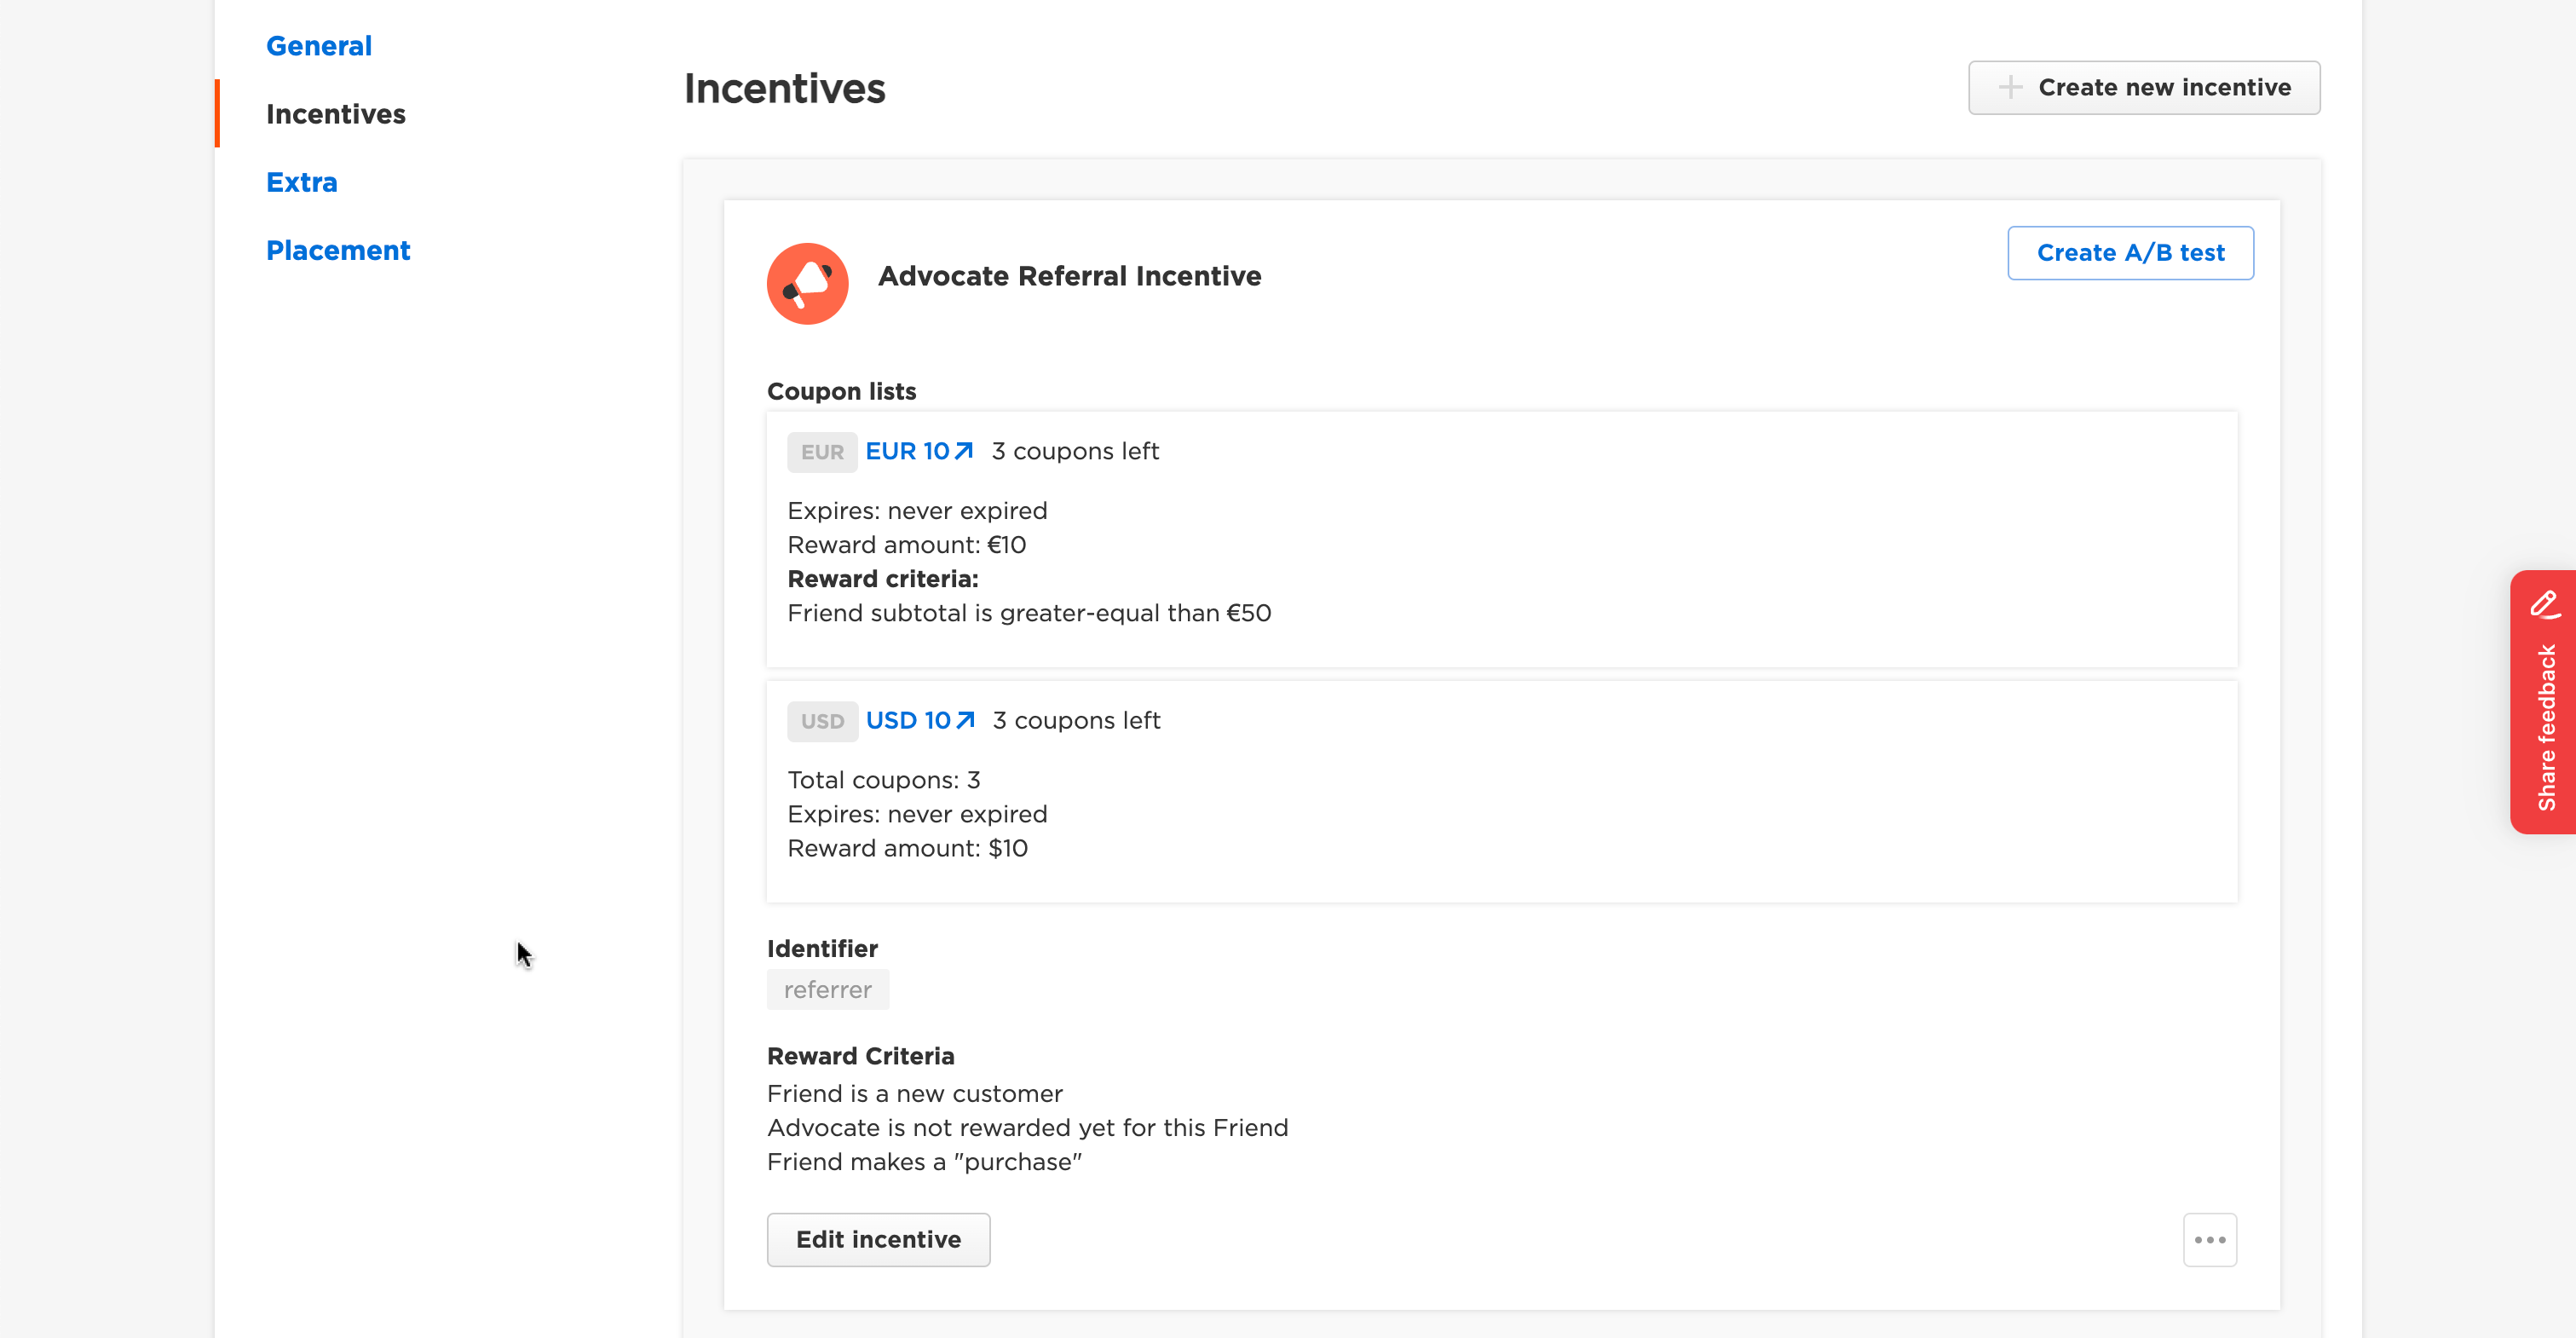 General
Incentives
Extra
Placement
Incentives
Create new incentive
Advocate Referral Incentive
Create A/B test
Coupon lists
EUR EUR 10 3 coupons left
Expires: never expired
Reward amount: €10
Reward criteria:
Friend subtotal is greater-equal than €50
USD USD 10 3 coupons left
Total coupons: 3
Expires: never expired
Reward amount: $10
Identifier
referrer
Reward Criteria
Friend is a new customer
Advocate is not rewarded yet for this Friend
Friend makes a "purchase"
Edit incentive
Share feedback